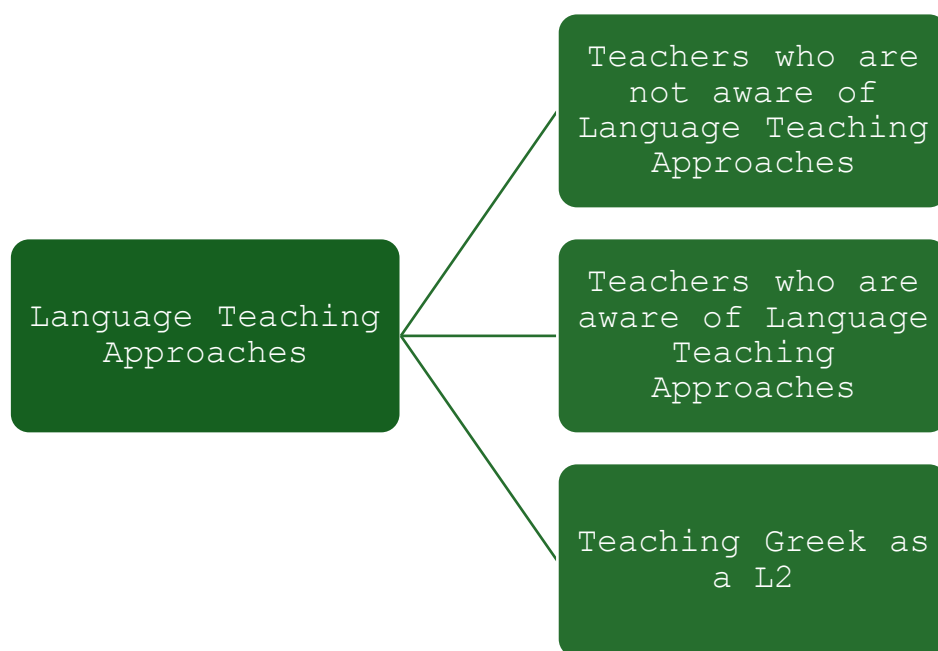 Language Teaching
Approaches
Teachers who are
not aware of
Language Teaching
Approaches
Teachers who are
aware of Language
Teaching
Approaches
Teaching Greek as
a L2